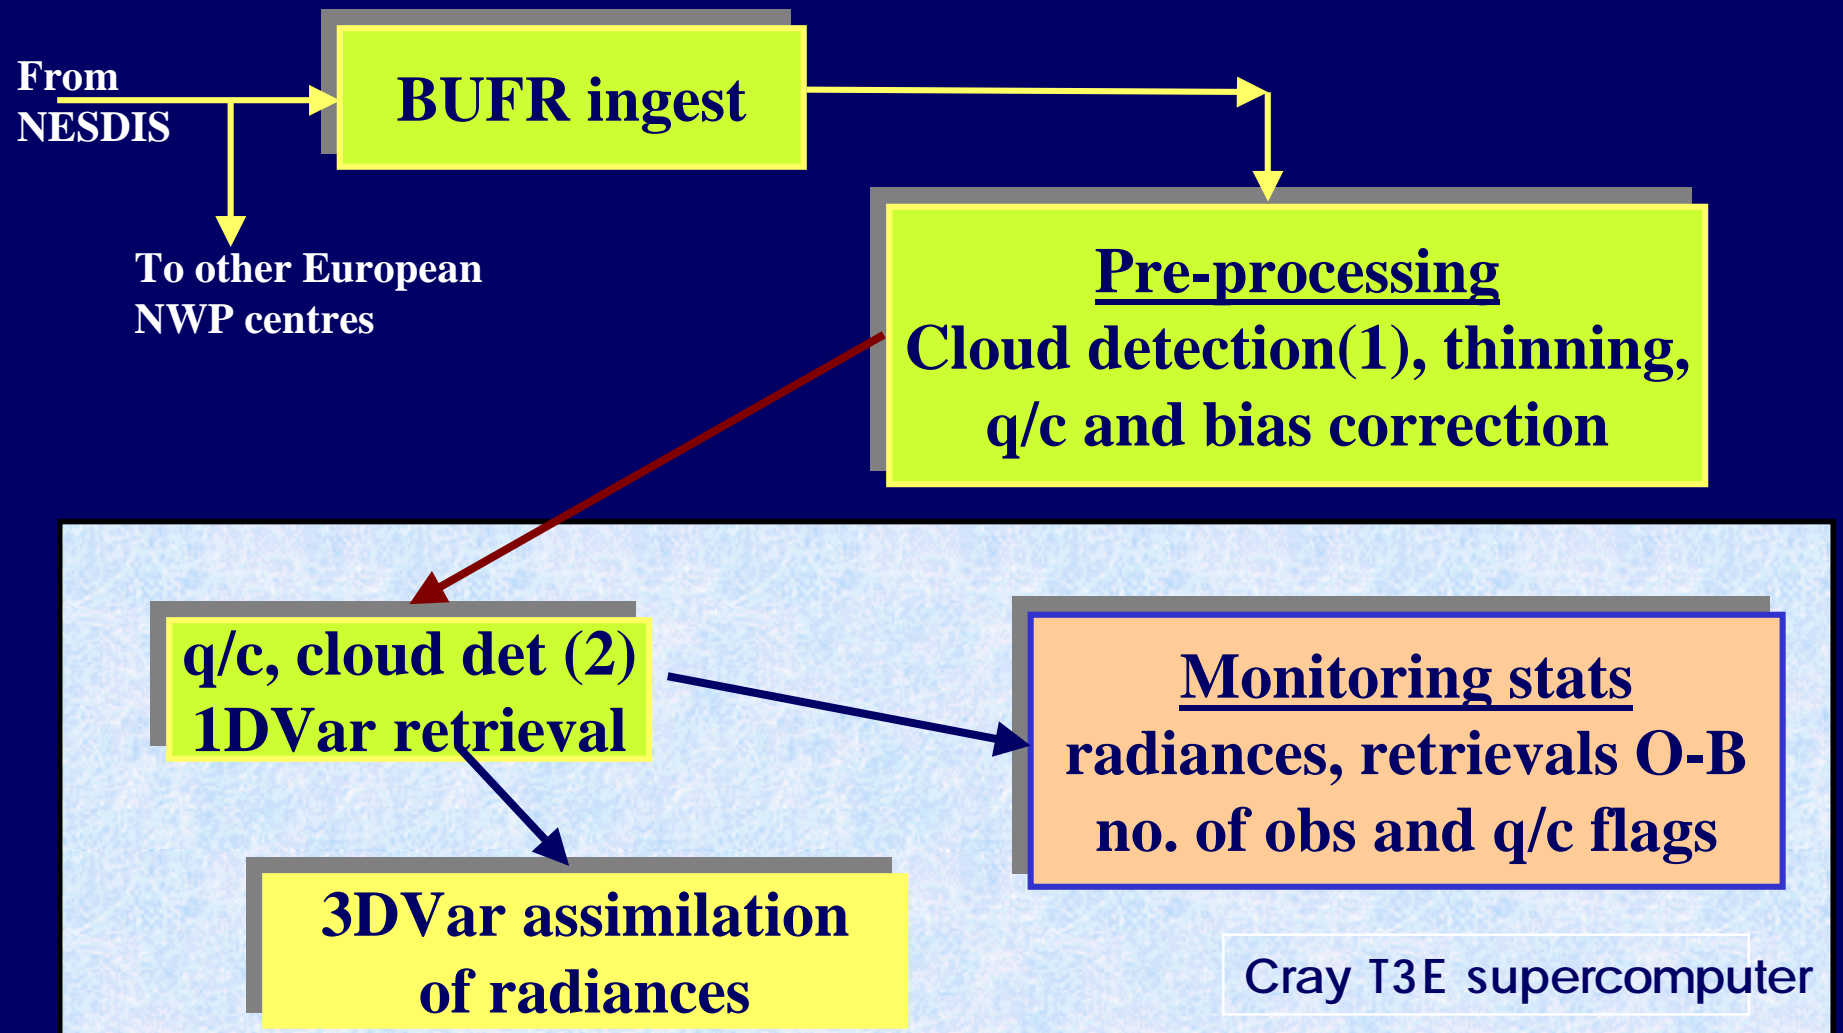 From
NESDIS
BUFR ingest
To other European
NWP centres
Pre-processing
Cloud detection(1), thinning,
q/c and bias correction
q/c, cloud det (2)
1DVar retrieval
Monitoring stats
radiances, retrievals O-B
no. of obs and q/c flags
3DVar assimilation
of radiances
Cray T3E supercomputer